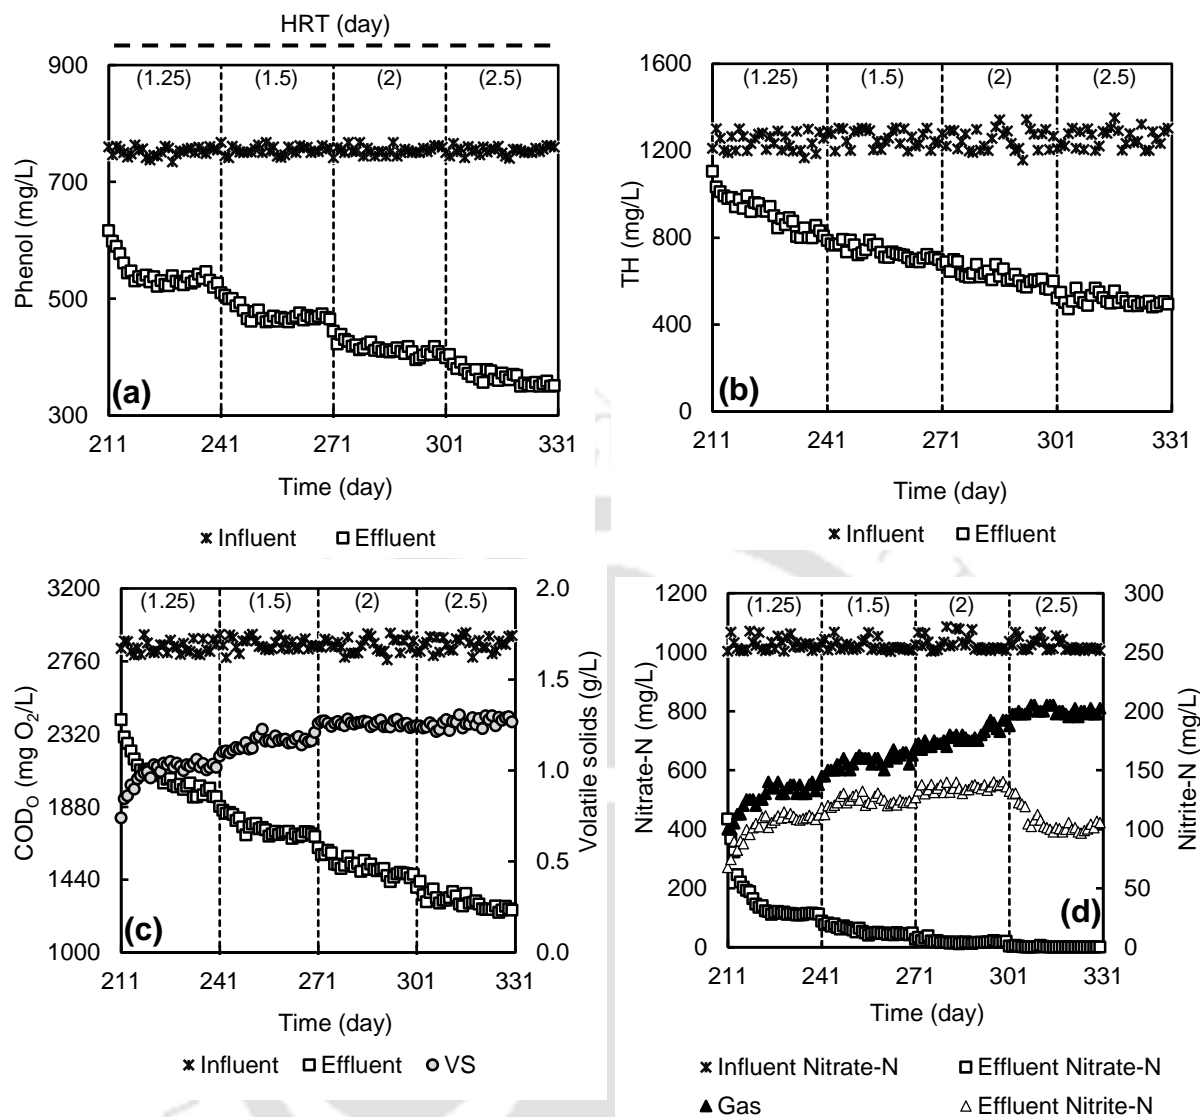 HRT (day)
900
700
500
300
Phenol (mg/L)
(1.25) (1.5) (2) (2.5)
(a)
211 241 271 301 331
Time (day)
Influent Effluent
1600
1200
800
400
0
TH (mg/L)
(1.25) (1.5) (2) (2.5)
(b)
211 241 271 301 331
Time (day)
Influent Effluent
3200
2760
2320
1880
1440
1000
COD_O (mg O₂/L)
(1.25) (1.5) (2) (2.5)
2.0
1.5
1.0
0.5
0.0
Volatile solids (g/L)
(c)
211 241 271 301 331
Time (day)
Influent Effluent VS
1200
1000
800
600
400
200
0
Nitrate-N (mg/L)
(1.25) (1.5) (2) (2.5)
300
250
200
150
100
50
0
Nitrite-N (mg/L)
(d)
211 241 271 301 331
Time (day)
Influent Nitrate-N Effluent Nitrate-N
Gas Effluent Nitrite-N